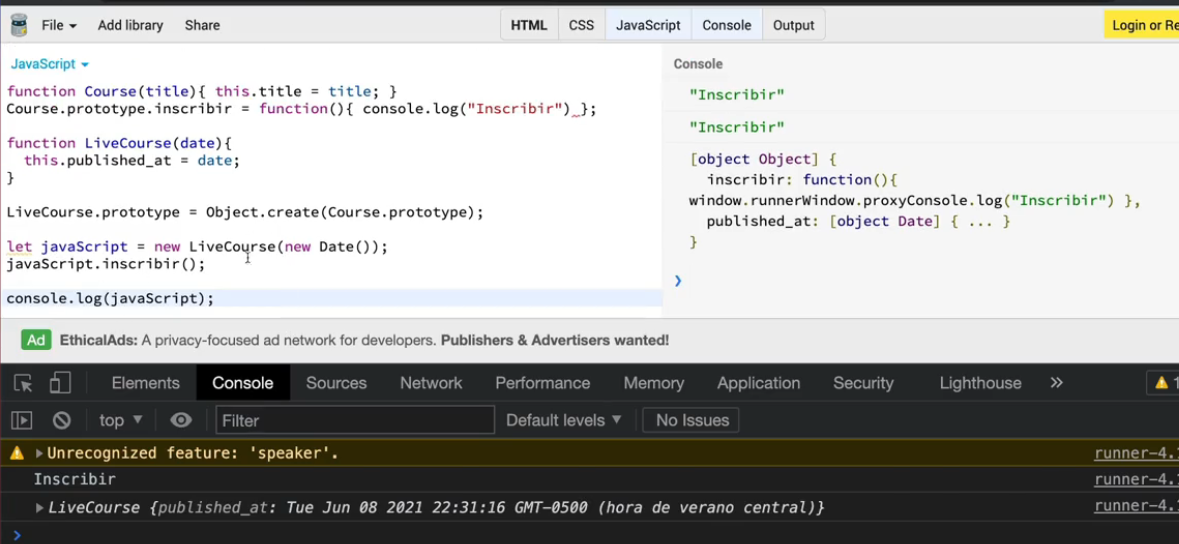 File Add library Share HTML CSS JavaScript Console Output Login or Re
JavaScript
function Course(title){ this.title = title; }
Course.prototype.inscribir = function(){ console.log("Inscribir") };
function LiveCourse(date){
this.published_at = date;
}
LiveCourse.prototype = Object.create(Course.prototype);
let javaScript = new LiveCourse(new Date());
javaScript.inscribir();
console.log(javaScript);
Console
"Inscribir"
"Inscribir"
[object Object] {
inscribir: function(){
window.runnerWindow.proxyConsole.log("Inscribir") },
published_at: [object Date] { ... }
}
❯
Ad EthicalAds: A privacy-focused ad network for developers. Publishers & Advertisers wanted!
Elements Console Sources Network Performance Memory Application Security Lighthouse » 1
top Filter Default levels No Issues
Unrecognized feature: 'speaker'. runner-4.
Inscribir runner-4.
LiveCourse {published_at: Tue Jun 08 2021 22:31:16 GMT-0500 (hora de verano central)} runner-4.
❯